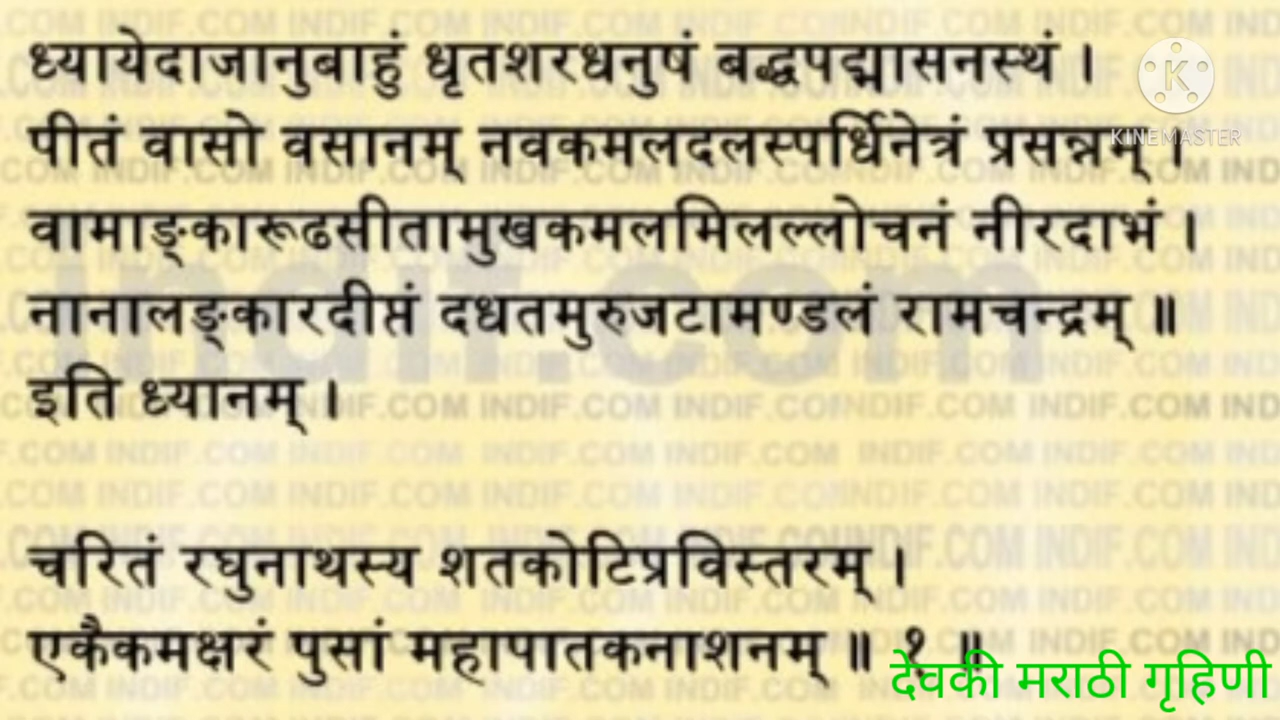 ध्यायेदाजानुबाहुं धृतशरधनुषं बद्धपद्मासनस्थं ।
पीतं वासो वसानम् नवकमलदलस्पर्धिनेत्रं प्रसन्नम् ।
वामाङ्कारूढसीतामुखकमलमिलल्लोचनं नीरदाभं ।
नानालङ्कारदीप्तं दधतमुरुजटामण्डलं रामचन्द्रम् ॥
इति ध्यानम् ।
चरितं रघुनाथस्य शतकोटिप्रविस्तरम् ।
एकैकमक्षरं पुसां महापातकनाशनम् ॥ १ ॥
देवकी मराठी गृहिणी
K
KINEMASTER
indif.com
INDIF.COM